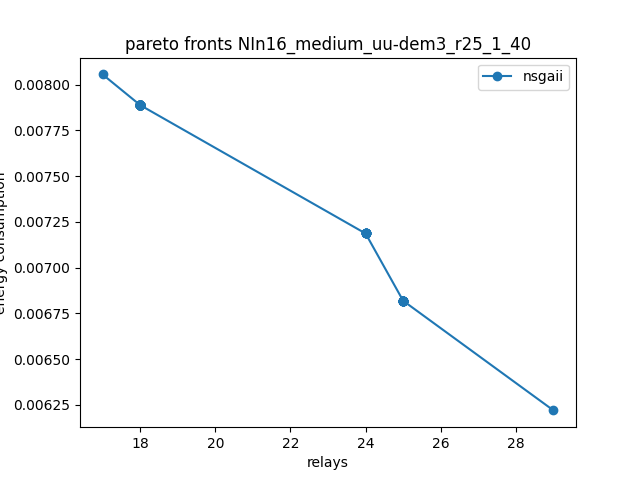 pareto fronts NIn16_medium_uu-dem3_r25_1_40
nsgaii
0.00800
0.00775
0.00750
0.00725
0.00700
0.00675
0.00650
0.00625
energy consumption
18 20 22 24 26 28
relays